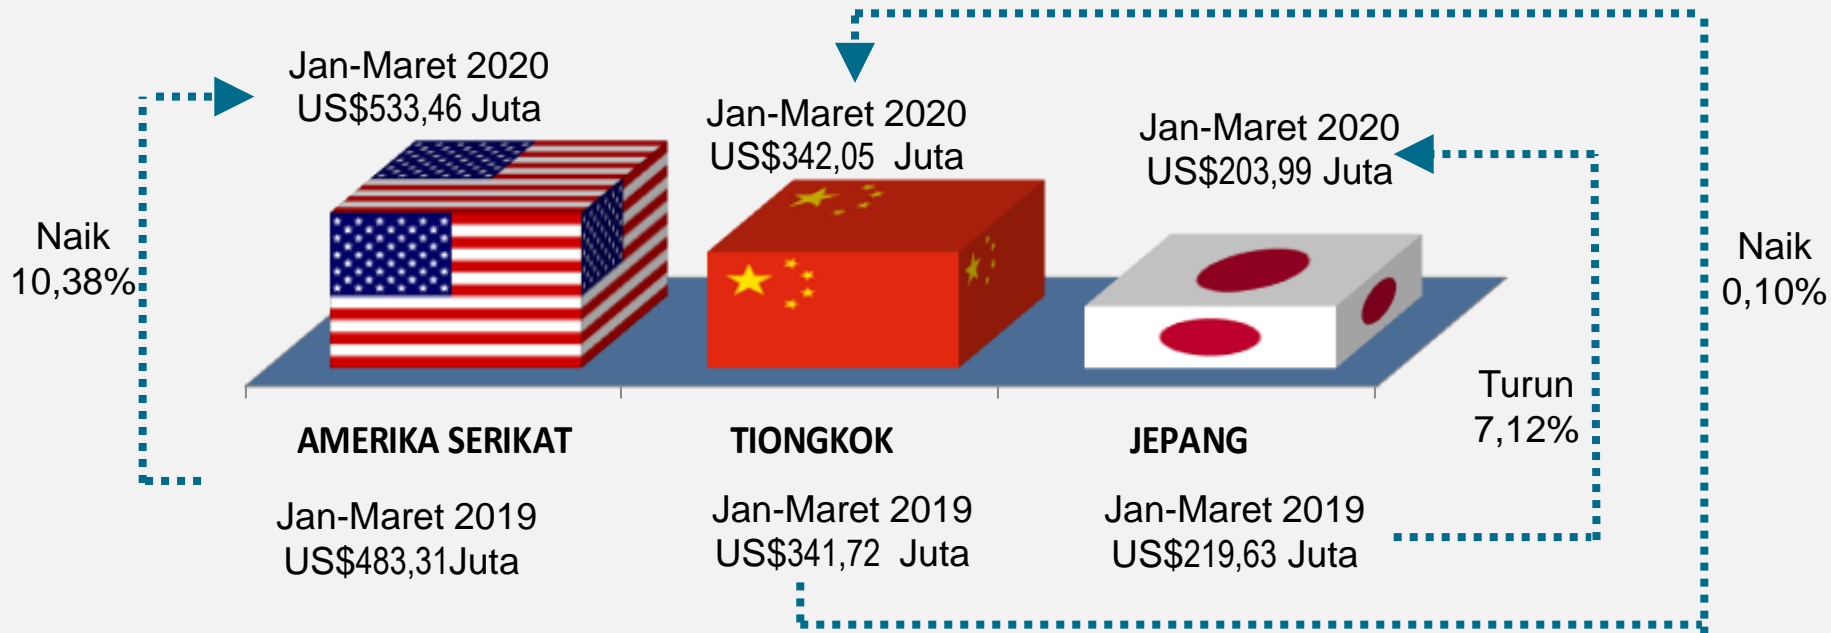 Jan-Maret 2020
US$533,46 Juta
Jan-Maret 2020
US$342,05 Juta
Jan-Maret 2020
US$203,99 Juta
Naik
10,38%
Naik
0,10%
Turun
7,12%
AMERIKA SERIKAT
TIONGKOK
JEPANG
Jan-Maret 2019
US$483,31Juta
Jan-Maret 2019
US$341,72 Juta
Jan-Maret 2019
US$219,63 Juta